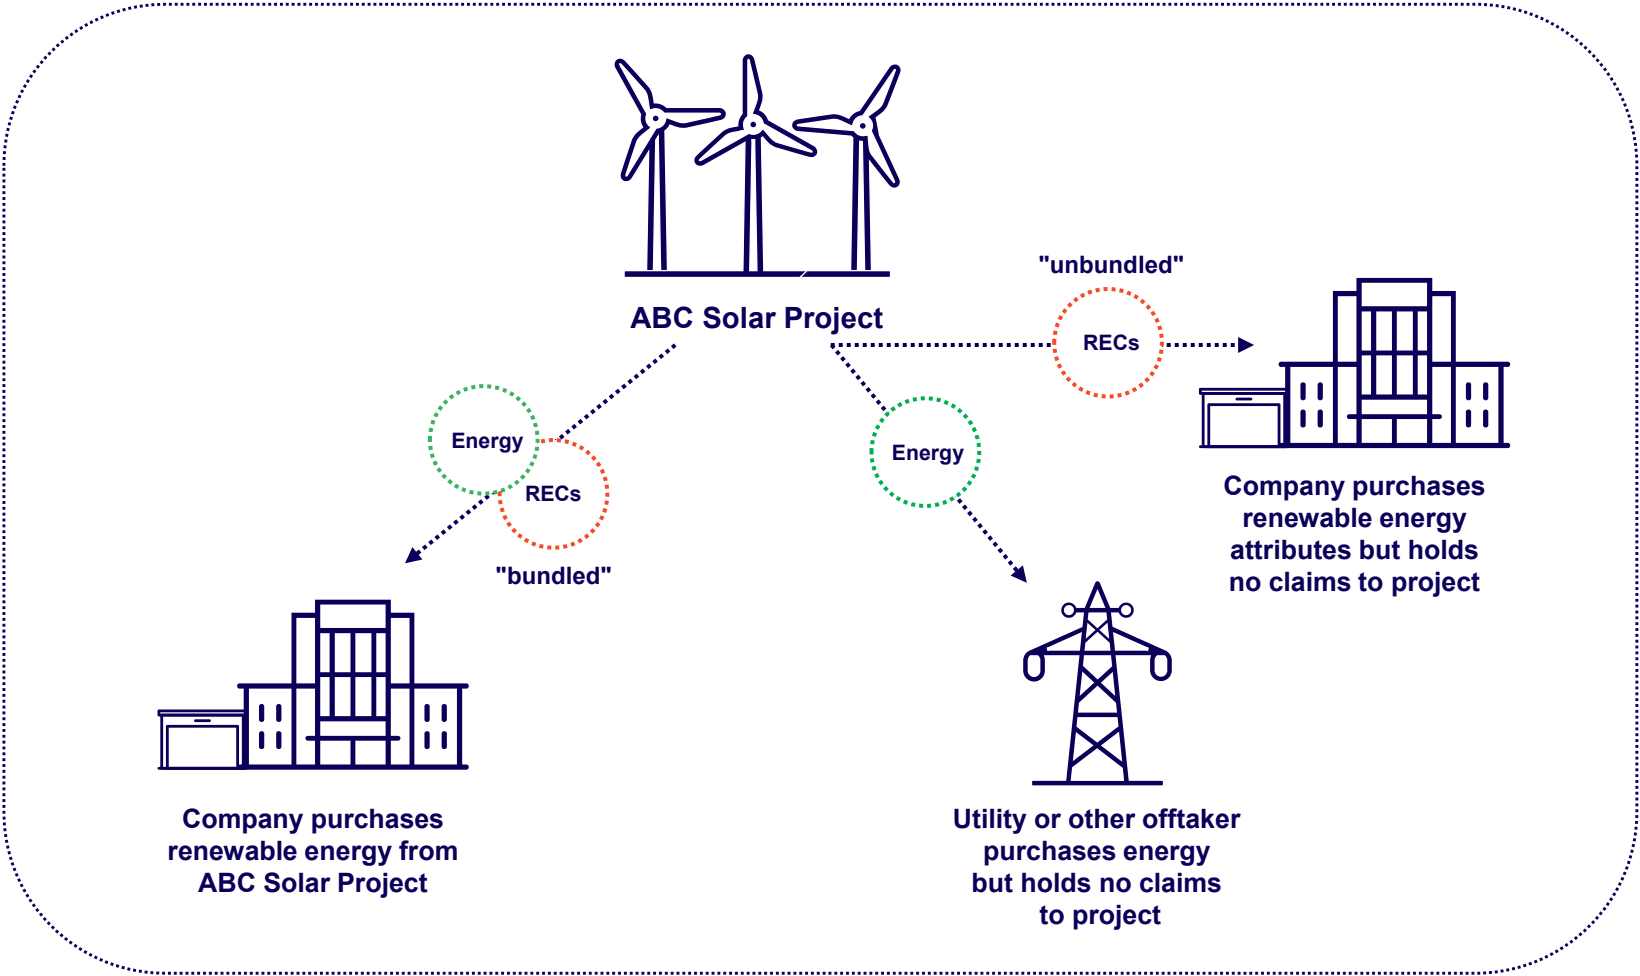 "unbundled"
ABC Solar Project
RECs
Energy
RECs
"bundled"
Energy
Company purchases
renewable energy
attributes but holds
no claims to project
Company purchases
renewable energy from
ABC Solar Project
Utility or other offtaker
purchases energy
but holds no claims
to project